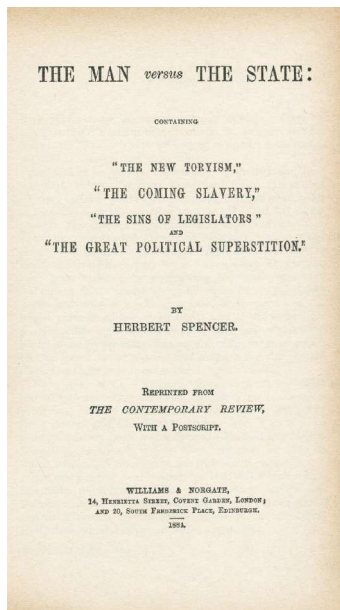 THE MAN versus THE STATE:
CONTAINING
"THE NEW TORYISM,"
"THE COMING SLAVERY,"
"THE SINS OF LEGISLATORS"
AND
"THE GREAT POLITICAL SUPERSTITION."
BY
HERBERT SPENCER.
REPRINTED FROM
THE CONTEMPORARY REVIEW,
WITH A POSTSCRIPT.
WILLIAMS & NORGATE,
14, HENRIETTA STREET, COVENT GARDEN, LONDON;
AND 20, SOUTH FREDERICK PLACE, EDINBURGH.
1884.